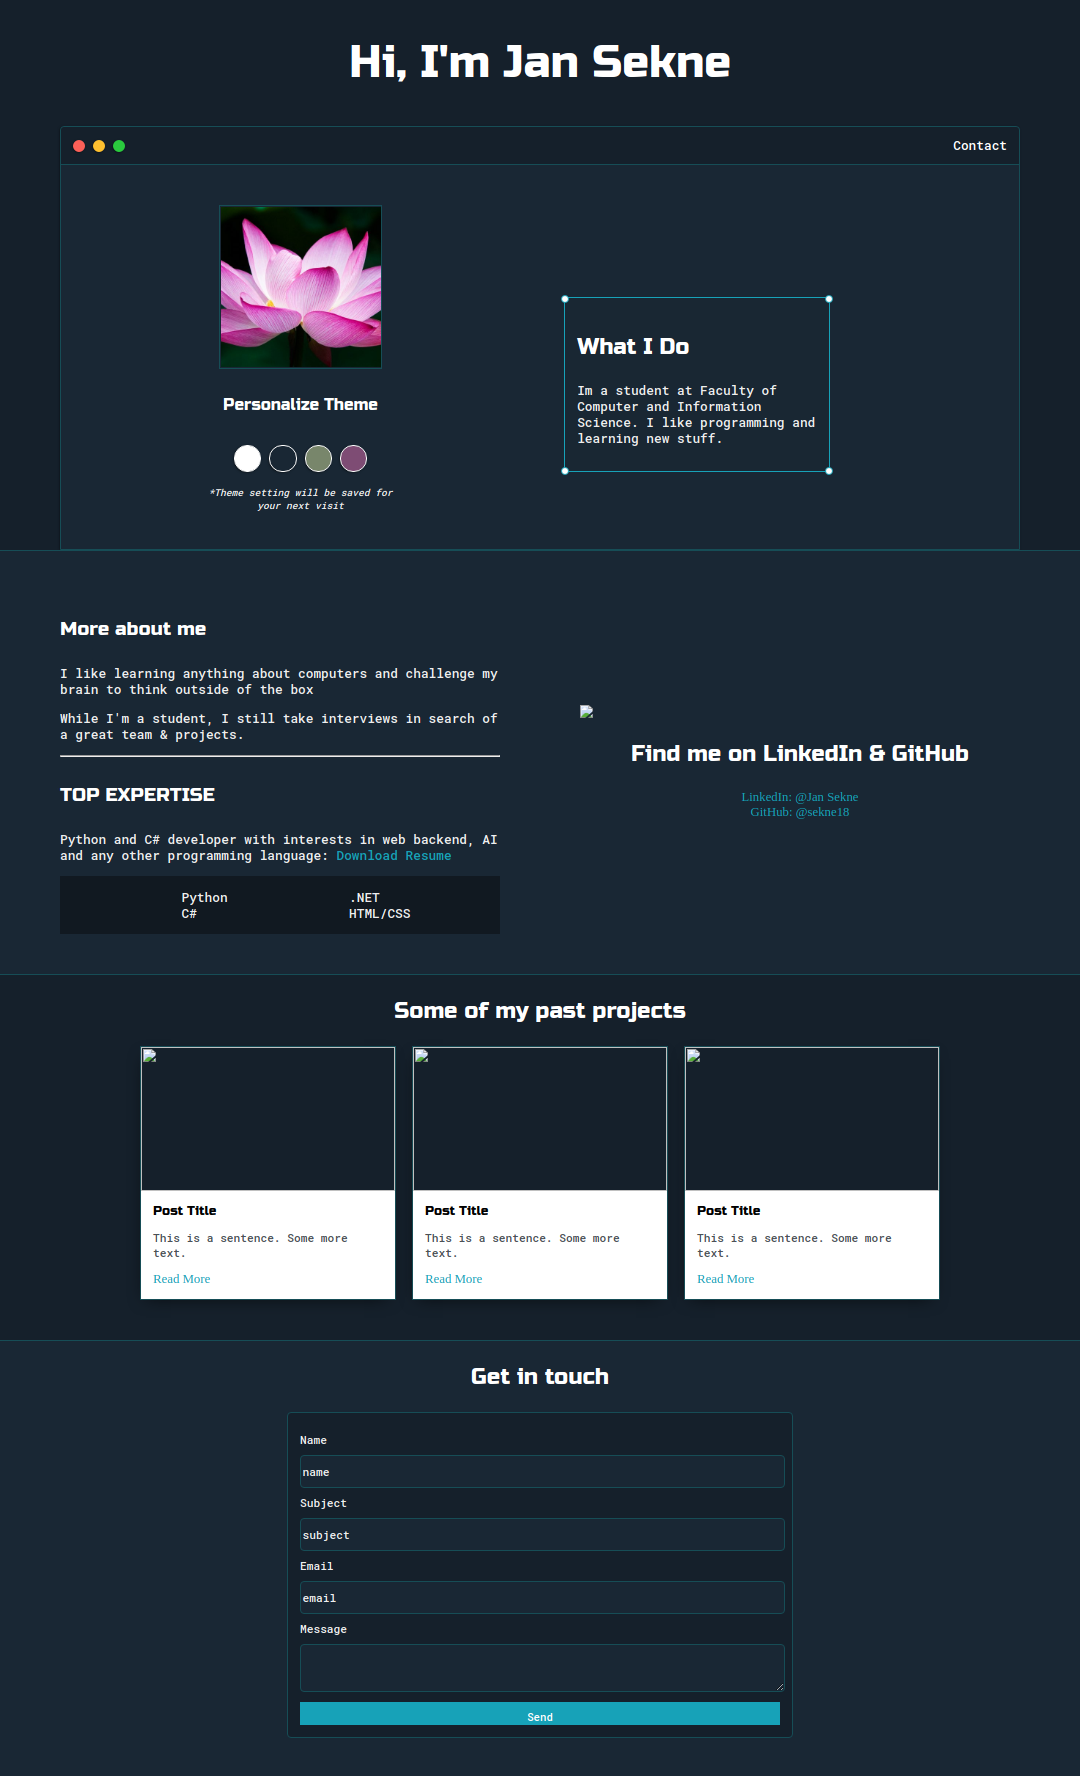 Hi, I'm Jan Sekne
Contact
Personalize Theme
*Theme setting will be saved for
your next visit
What I Do
Im a student at Faculty of
Computer and Information
Science. I like programming and
learning new stuff.
More about me
I like learning anything about computers and challenge my
brain to think outside of the box
While I'm a student, I still take interviews in search of
a great team & projects.
TOP EXPERTISE
Python and C# developer with interests in web backend, AI
and any other programming language: Download Resume
Python .NET
C# HTML/CSS
Find me on LinkedIn & GitHub
LinkedIn: @Jan Sekne
GitHub: @sekne18
Some of my past projects
Post Title
This is a sentence. Some more
text.
Read More
Post Title
This is a sentence. Some more
text.
Read More
Post Title
This is a sentence. Some more
text.
Read More
Get in touch
Name
name
Subject
subject
Email
email
Message
Send